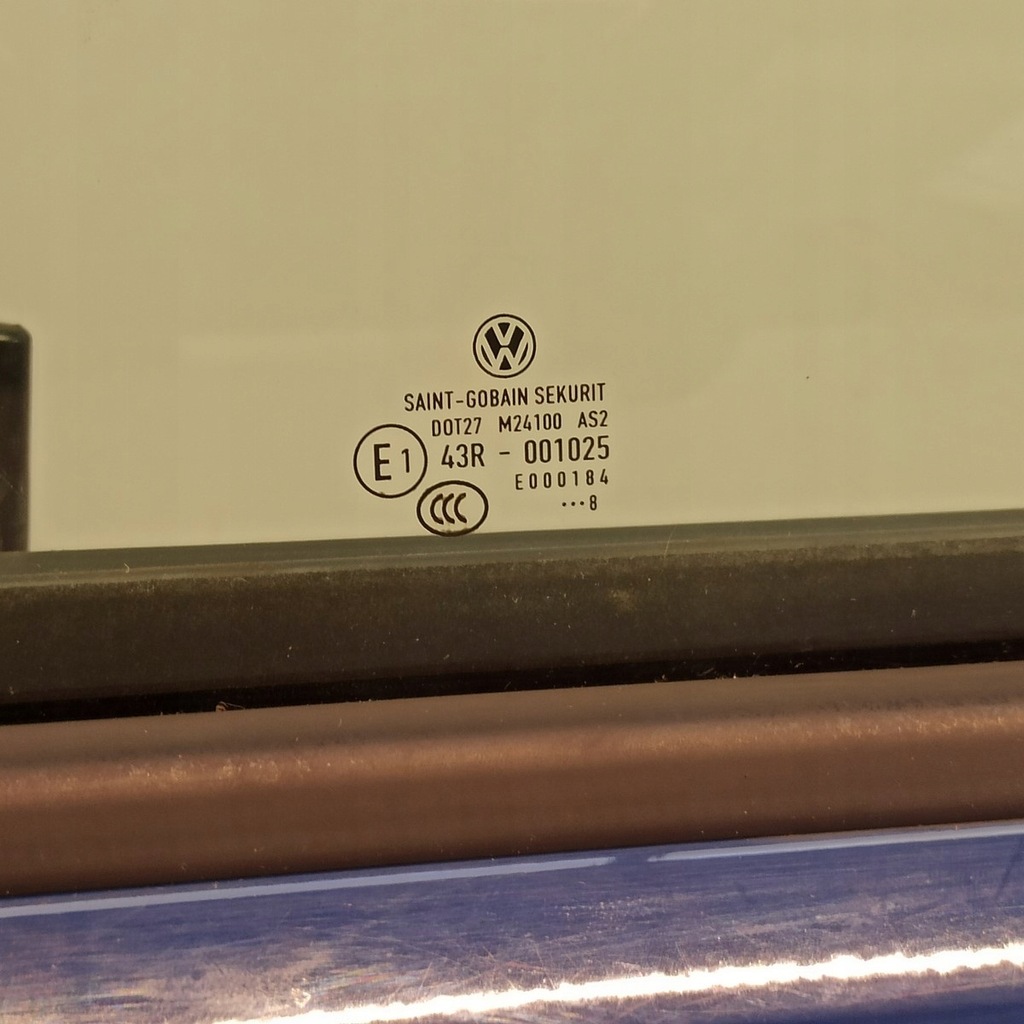 SAINT-GOBAIN SEKURIT
DOT27 M24100 AS2
E1 43R - 001025
E000184
CCC ···8